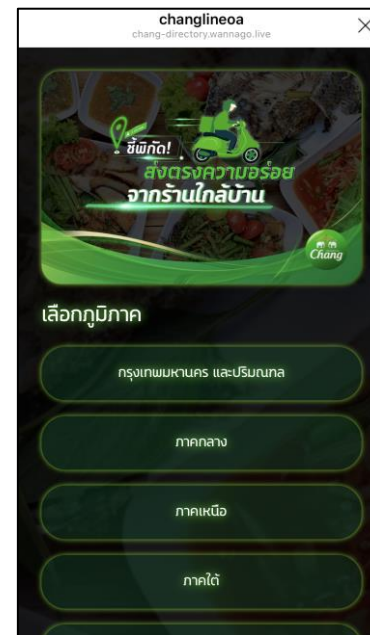 changlineoa
chang-directory.wannago.live
ชี้พิกัด!
ส่งตรงความอร่อย
จากร้านใกล้บ้าน
Chang
เลือกภูมิภาค
กรุงเทพมหานคร และปริมณฑล
ภาคกลาง
ภาคเหนือ
ภาคใต้